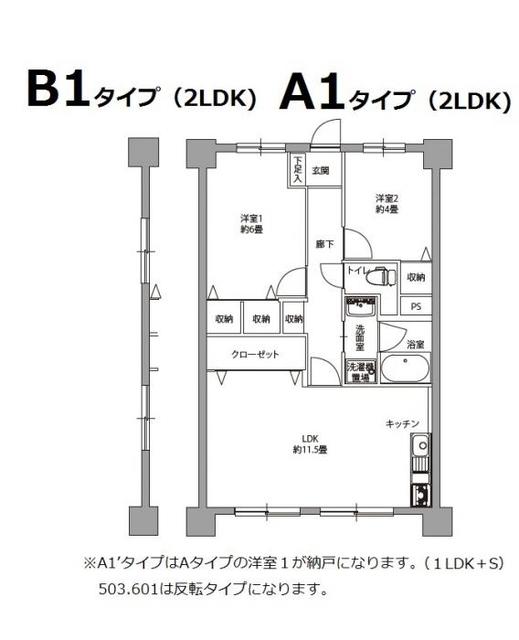 B1タイプ（2LDK) A1タイプ（2LDK)
下足入
玄関
洋室2
約4畳
洋室1
約6畳
廊下
トイレ
収納
PS
収納
収納
収納
洗面室
浴室
クローゼット
洗濯機
置場
キッチン
LDK
約11.5畳
※A1’タイプはAタイプの洋室１が納戸になります。（１LDK＋S）
503.601は反転タイプになります。